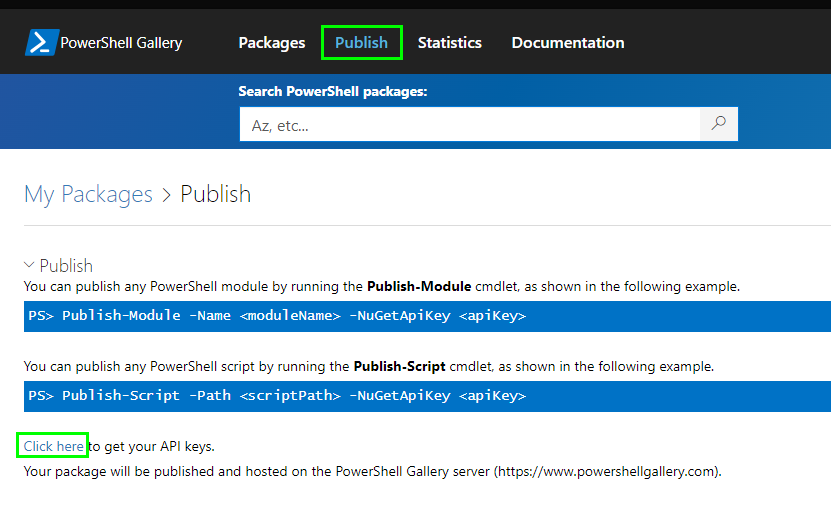 PowerShell Gallery Packages Publish Statistics Documentation
Search PowerShell packages:
Az, etc...
My Packages > Publish
Publish
You can publish any PowerShell module by running the Publish-Module cmdlet, as shown in the following example.
PS> Publish-Module -Name <moduleName> -NuGetApiKey <apiKey>
You can publish any PowerShell script by running the Publish-Script cmdlet, as shown in the following example.
PS> Publish-Script -Path <scriptPath> -NuGetApiKey <apiKey>
Click here to get your API keys.
Your package will be published and hosted on the PowerShell Gallery server (https://www.powershellgallery.com).